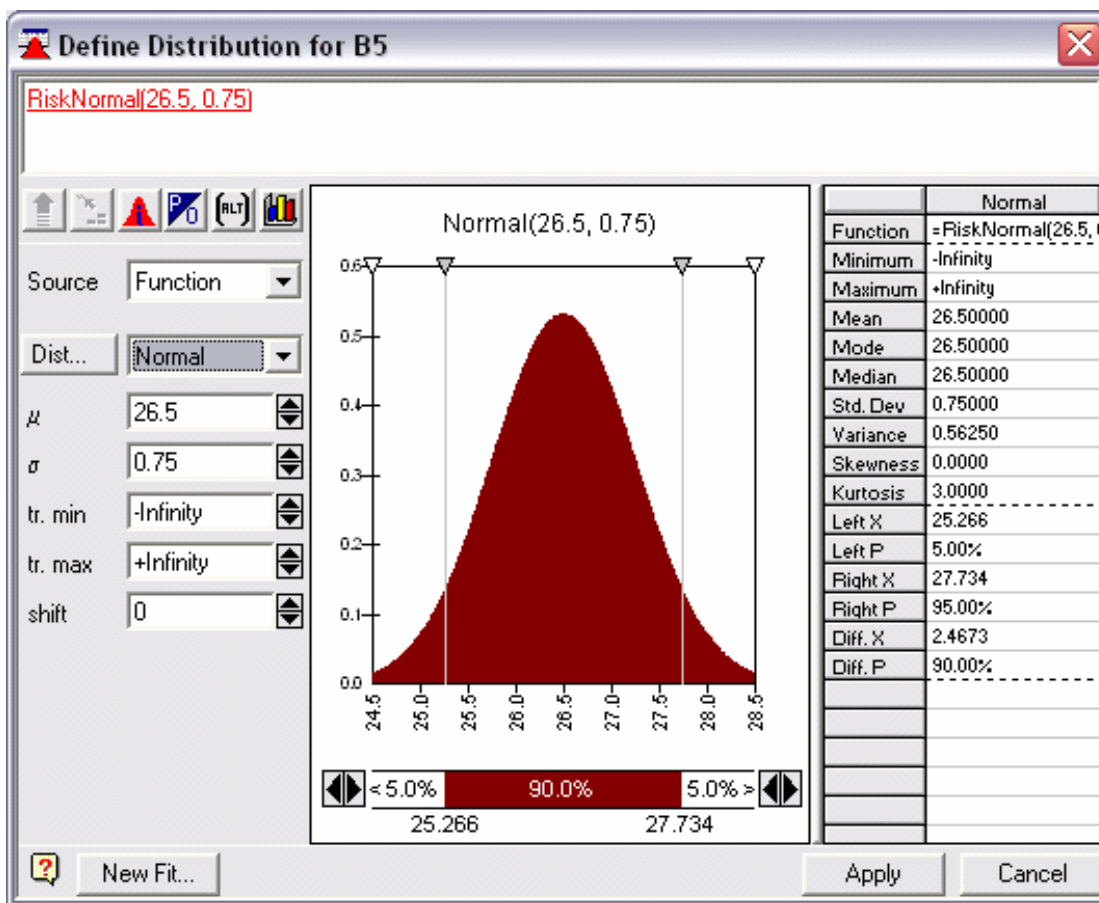 Define Distribution for B5
RiskNormal(26.5, 0.75)
P
0
(ALT)
Source Function
Dist... Normal
μ 26.5
σ 0.75
tr. min -Infinity
tr. max +Infinity
shift 0
Normal(26.5, 0.75)
0.6
0.5
0.4
0.3
0.2
0.1
0.0
24.5 25.0 25.5 26.0 26.5 27.0 27.5 28.0 28.5
< 5.0% 90.0% 5.0% >
25.266 27.734
Normal
Function =RiskNormal(26.5,
Minimum -Infinity
Maximum +Infinity
Mean 26.50000
Mode 26.50000
Median 26.50000
Std. Dev 0.75000
Variance 0.56250
Skewness 0.0000
Kurtosis 3.0000
Left X 25.266
Left P 5.00%
Right X 27.734
Right P 95.00%
Diff. X 2.4673
Diff. P 90.00%
? New Fit... Apply Cancel